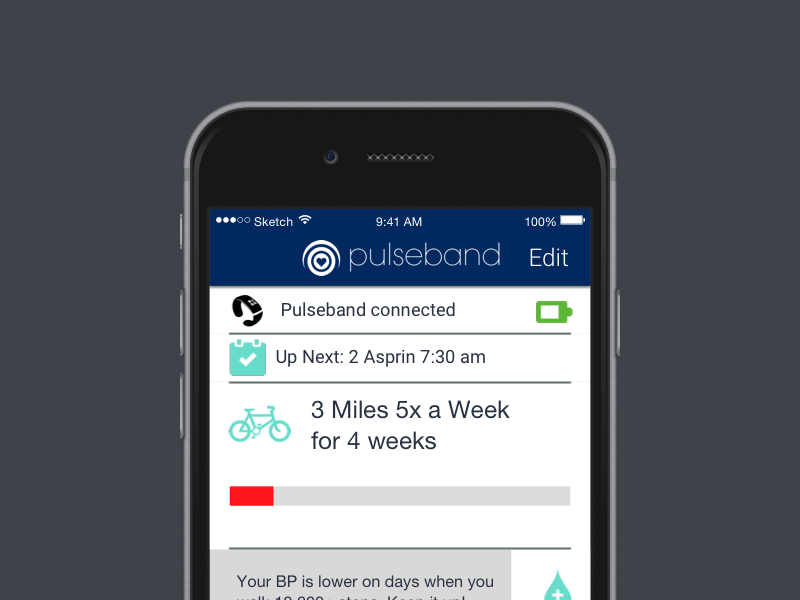 Sketch 9:41 AM 100%
pulseband Edit
Pulseband connected
Up Next: 2 Asprin 7:30 am
3 Miles 5x a Week
for 4 weeks
Your BP is lower on days when you